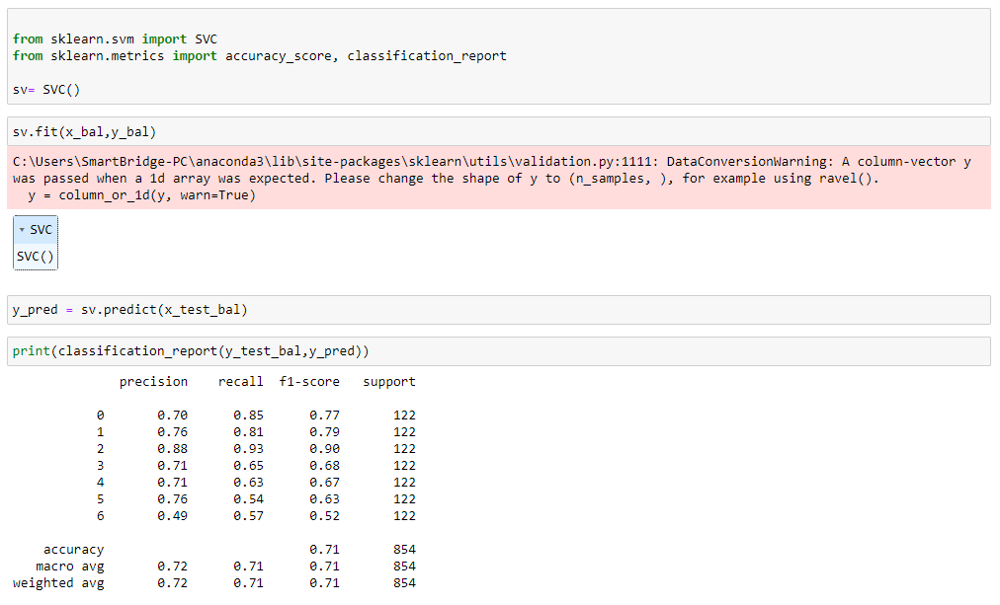 from sklearn.svm import SVC
from sklearn.metrics import accuracy_score, classification_report
sv= SVC()
sv.fit(x_bal,y_bal)
C:\Users\SmartBridge-PC\anaconda3\lib\site-packages\sklearn\utils\validation.py:1111: DataConversionWarning: A column-vector y
was passed when a 1d array was expected. Please change the shape of y to (n_samples, ), for example using ravel().
  y = column_or_1d(y, warn=True)
▾ SVC
SVC()
y_pred = sv.predict(x_test_bal)
print(classification_report(y_test_bal,y_pred))
              precision    recall  f1-score   support
           0       0.70      0.85      0.77       122
           1       0.76      0.81      0.79       122
           2       0.88      0.93      0.90       122
           3       0.71      0.65      0.68       122
           4       0.71      0.63      0.67       122
           5       0.76      0.54      0.63       122
           6       0.49      0.57      0.52       122
    accuracy                           0.71       854
   macro avg       0.72      0.71      0.71       854
weighted avg       0.72      0.71      0.71       854